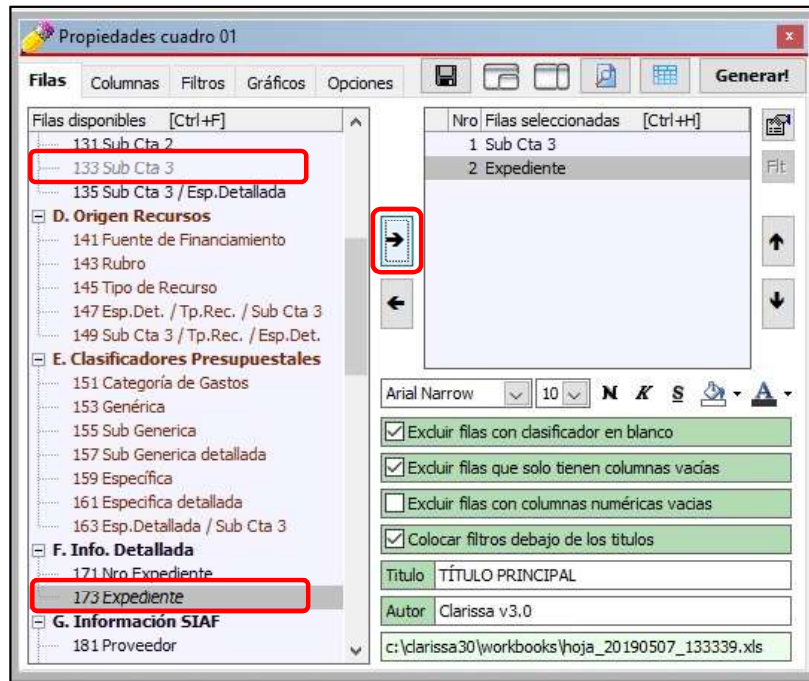 Propiedades cuadro 01
x
Filas Columnas Filtros Gráficos Opciones Generar!
Filas disponibles [Ctrl+F]
131 Sub Cta 2
133 Sub Cta 3
135 Sub Cta 3 / Esp.Detallada
D. Origen Recursos
141 Fuente de Financiamiento
143 Rubro
145 Tipo de Recurso
147 Esp.Det. / Tp.Rec. / Sub Cta 3
149 Sub Cta 3 / Tp.Rec. / Esp.Det.
E. Clasificadores Presupuestales
151 Categoría de Gastos
153 Genérica
155 Sub Generica
157 Sub Generica detallada
159 Específica
161 Especifica detallada
163 Esp.Detallada / Sub Cta 3
F. Info. Detallada
171 Nro Expediente
173 Expediente
G. Información SIAF
181 Proveedor
Nro Filas seleccionadas [Ctrl+H]
1 Sub Cta 3
2 Expediente
Flt
Arial Narrow 10 N K S A
Excluir filas con clasificador en blanco
Excluir filas que solo tienen columnas vacías
Excluir filas con columnas numéricas vacias
Colocar filtros debajo de los titulos
Titulo TÍTULO PRINCIPAL
Autor Clarissa v3.0
c:\clarissa30\workbooks\hoja_20190507_133339.xls